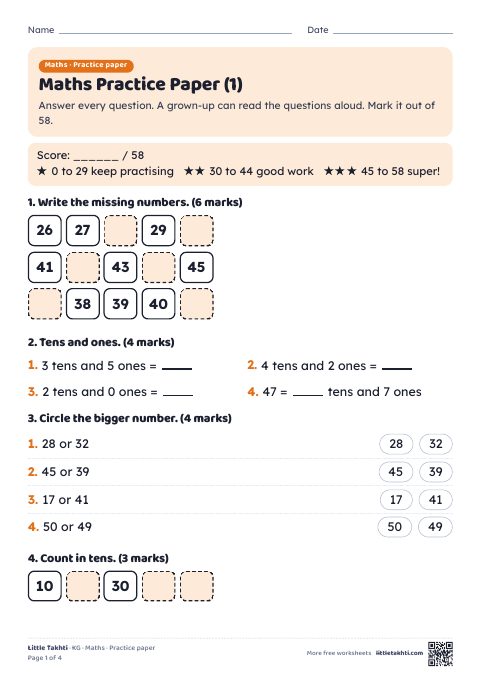 Name Date
Maths · Practice paper
Maths Practice Paper (1)
Answer every question. A grown-up can read the questions aloud. Mark it out of
58.
Score: ______ / 58
★ 0 to 29 keep practising ★★ 30 to 44 good work ★★★ 45 to 58 super!
1. Write the missing numbers. (6 marks)
26 27 29
41 43 45
38 39 40
2. Tens and ones. (4 marks)
1. 3 tens and 5 ones = ____ 2. 4 tens and 2 ones = ____
3. 2 tens and 0 ones = ____ 4. 47 = ____ tens and 7 ones
3. Circle the bigger number. (4 marks)
1. 28 or 32 28 32
2. 45 or 39 45 39
3. 17 or 41 17 41
4. 50 or 49 50 49
4. Count in tens. (3 marks)
10 30
Little Takhti · KG · Maths · Practice paper
Page 1 of 4
More free worksheets littletakhti.com